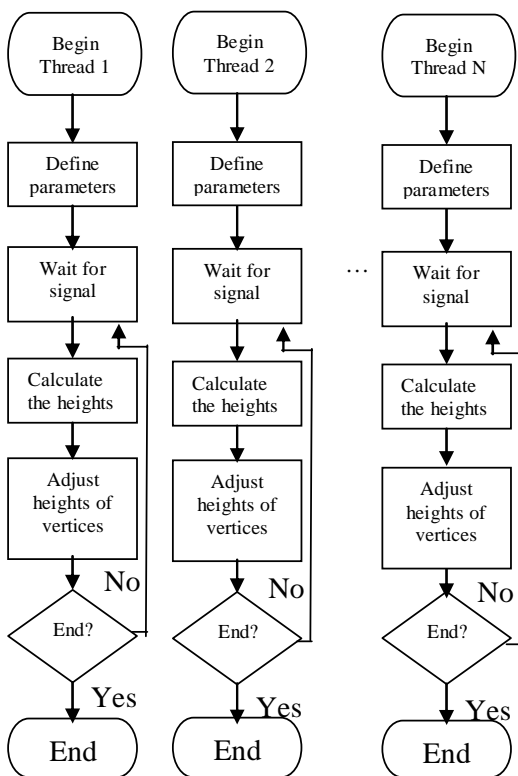 Begin
Thread 1
Define
parameters
Wait for
signal
Calculate
the heights
Adjust
heights of
vertices
No
End?
Yes
End
Begin
Thread 2
Define
parameters
Wait for
signal
Calculate
the heights
Adjust
heights of
vertices
No
End?
Yes
End
…
Begin
Thread N
Define
parameters
Wait for
signal
Calculate
the heights
Adjust
heights of
vertices
No
End?
Yes
End